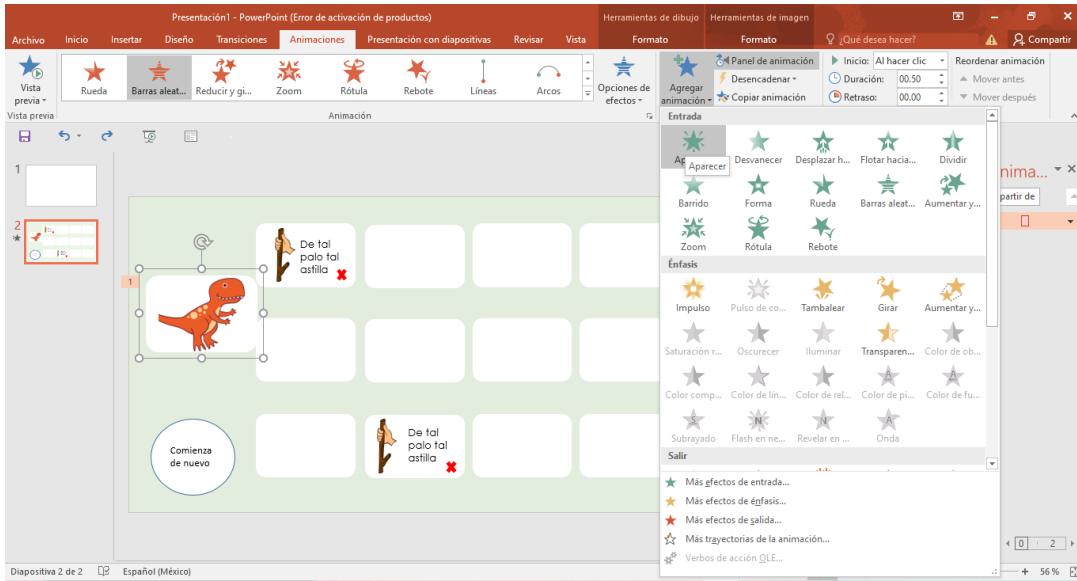 Presentación1 - PowerPoint (Error de activación de productos)
Herramientas de dibujo
Herramientas de imagen
Archivo Inicio Insertar Diseño Transiciones Animaciones Presentación con diapositivas Revisar Vista Formato Formato ¿Qué desea hacer? Compartir
Vista previa
Rueda Barras aleat... Reducir y gi... Zoom Rótula Rebote Líneas Arcos
Opciones de efectos
Agregar animación
Panel de animación
Desencadenar
Copiar animación
Inicio: Al hacer clic
Duración: 00.50
Retraso: 00.00
Reordenar animación
Mover antes
Mover después
Vista previa
Animación
Entrada
Aparecer
Desvanecer Desplazar h... Flotar hacia... Dividir
Barrido Forma Rueda Barras aleat... Aumentar y...
Zoom Rótula Rebote
Énfasis
Impulso Pulso de co... Tambalear Girar Aumentar y...
Saturación r... Oscurecer Iluminar Transparen... Color de ob...
Color comp... Color de lín... Color de rel... Color de pi... Color de fu...
Subrayado Flash en ne... Revelar en ... Onda
Salir
Más efectos de entrada...
Más efectos de énfasis...
Más efectos de salida...
Más trayectorias de la animación...
Verbos de acción OLE...
nima...
partir de
0 2
1
2
1
De tal
palo tal
astilla
Comienza
de nuevo
De tal
palo tal
astilla
Diapositiva 2 de 2 Español (México) 56 %